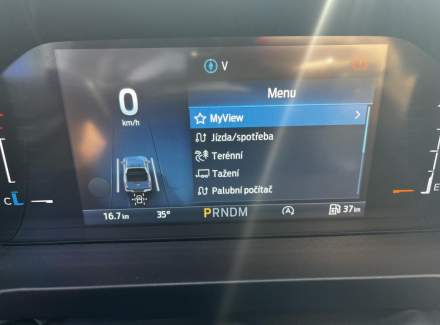 V
Menu
0
km/h
MyView
Jízda/spotřeba
Terénní
Tažení
Palubní počítač
C
E
16.7 km
35°
PRNDM
A
37 km